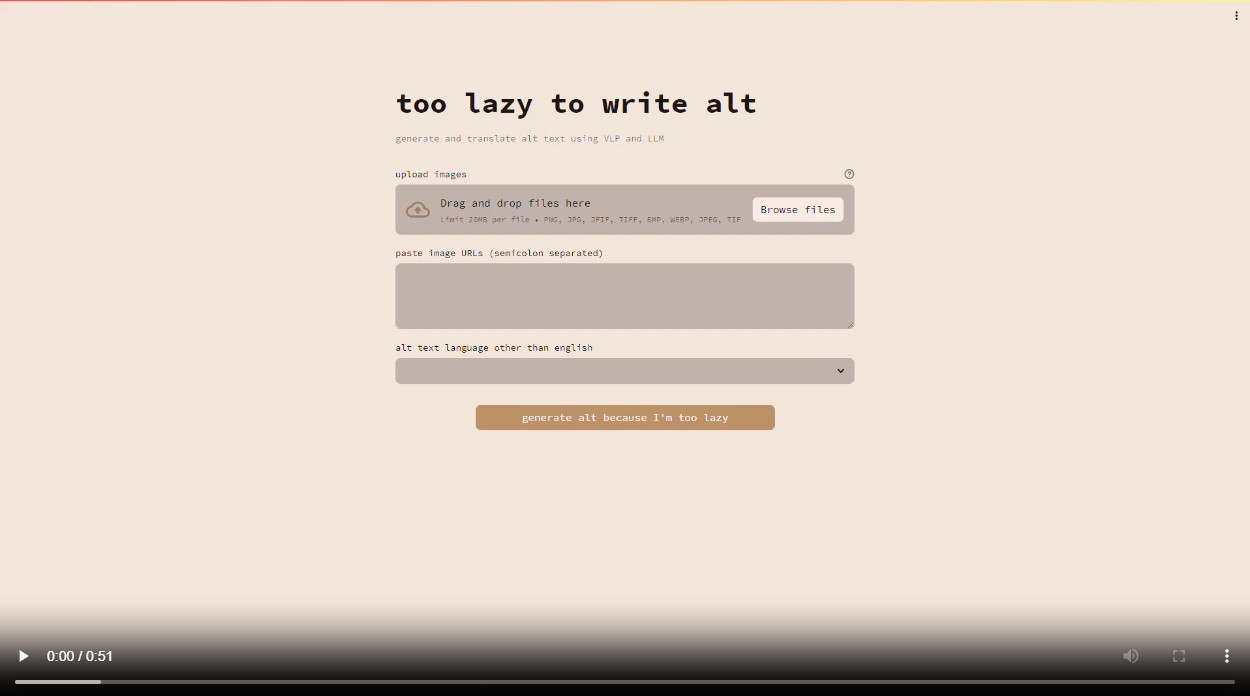 too lazy to write alt
generate and translate alt text using VLP and LLM
upload images
Drag and drop files here
Limit 20MB per file • PNG, JPG, JFIF, TIFF, BMP, WEBP, JPEG, TIF
Browse files
paste image URLs (semicolon separated)
alt text language other than english
generate alt because I'm too lazy
0:00 / 0:51